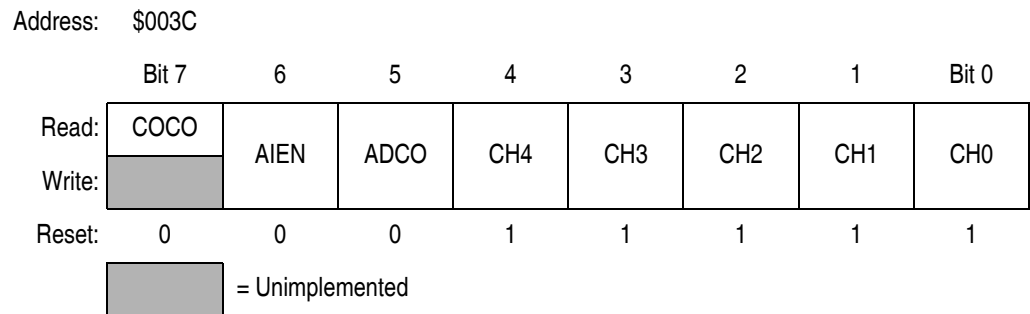 Address: $003C
Bit 7 6 5 4 3 2 1 Bit 0
Read: COCO
AIEN ADCO CH4 CH3 CH2 CH1 CH0
Write:
Reset: 0 0 0 1 1 1 1 1
= Unimplemented